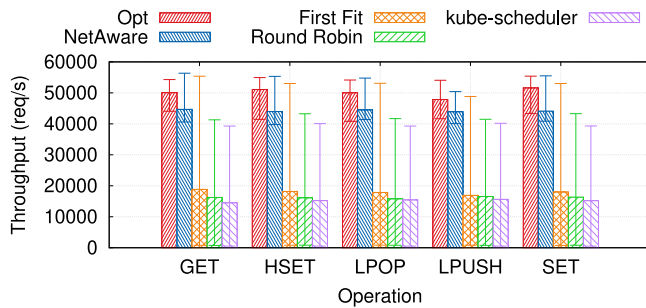 Opt First Fit kube-scheduler
NetAware Round Robin
60000
50000
40000
30000
20000
10000
0
Throughput (req/s)
GET HSET LPOP LPUSH SET
Operation